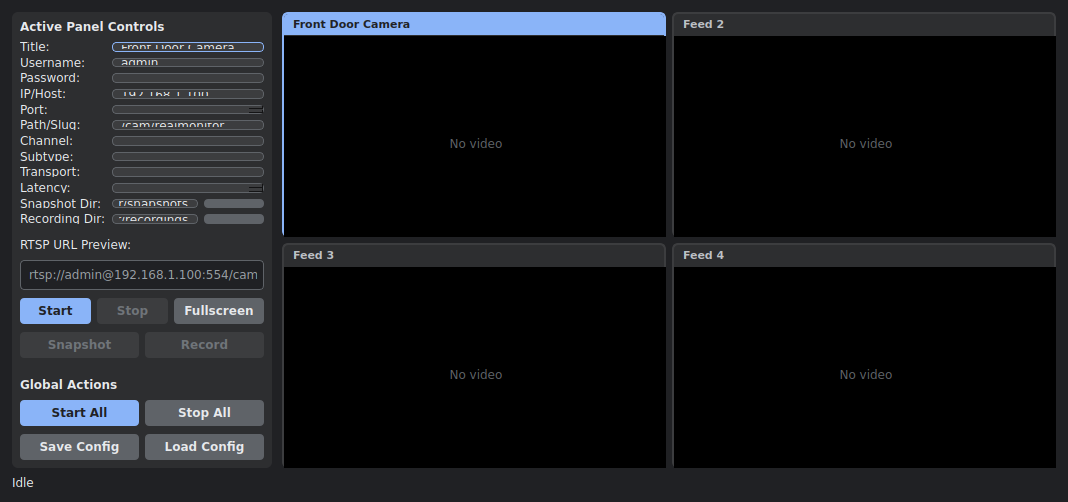 Active Panel Controls
Title: Front Door Camera
Username: admin
Password:
IP/Host: 192.168.1.100
Port:
Path/Slug: /cam/realmonitor
Channel:
Subtype:
Transport:
Latency:
Snapshot Dir: r/snapshots
Recording Dir: /recordings
RTSP URL Preview:
rtsp://admin@192.168.1.100:554/cam
Start Stop Fullscreen
Snapshot Record
Global Actions
Start All Stop All
Save Config Load Config
Idle
Front Door Camera
No video
Feed 2
No video
Feed 3
No video
Feed 4
No video